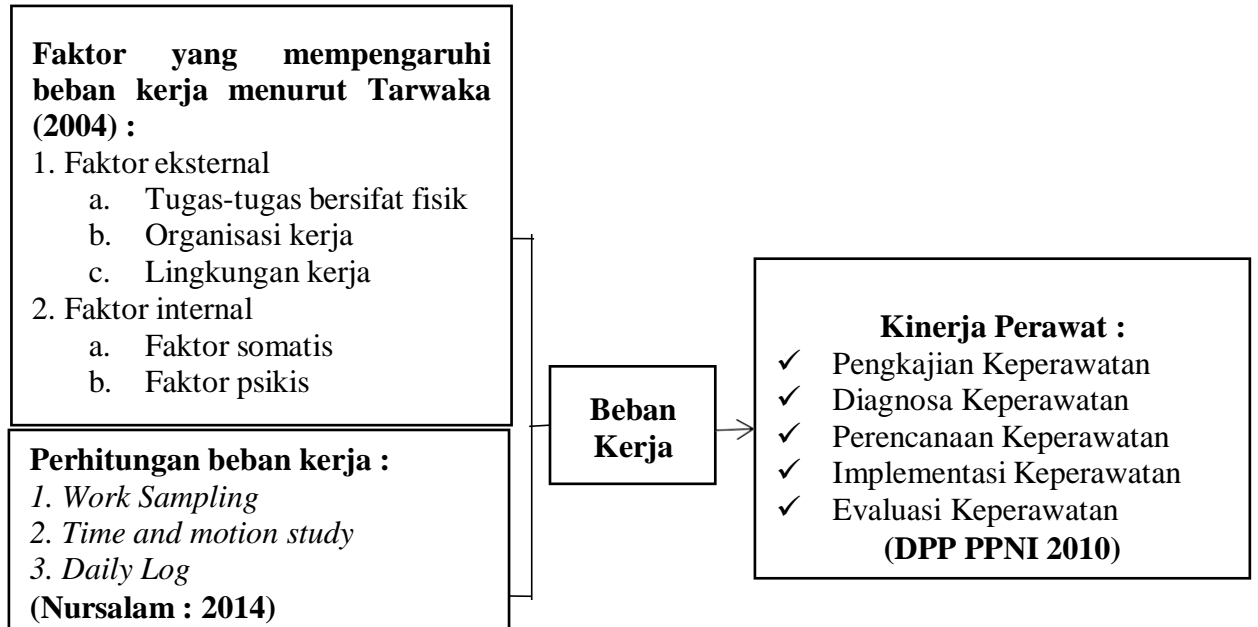 Faktor yang mempengaruhi
beban kerja menurut Tarwaka
(2004) :
1. Faktor eksternal
a. Tugas-tugas bersifat fisik
b. Organisasi kerja
c. Lingkungan kerja
2. Faktor internal
a. Faktor somatis
b. Faktor psikis
Perhitungan beban kerja :
1. Work Sampling
2. Time and motion study
3. Daily Log
(Nursalam : 2014)
Beban
Kerja
Kinerja Perawat :
✓ Pengkajian Keperawatan
✓ Diagnosa Keperawatan
✓ Perencanaan Keperawatan
✓ Implementasi Keperawatan
✓ Evaluasi Keperawatan
(DPP PPNI 2010)